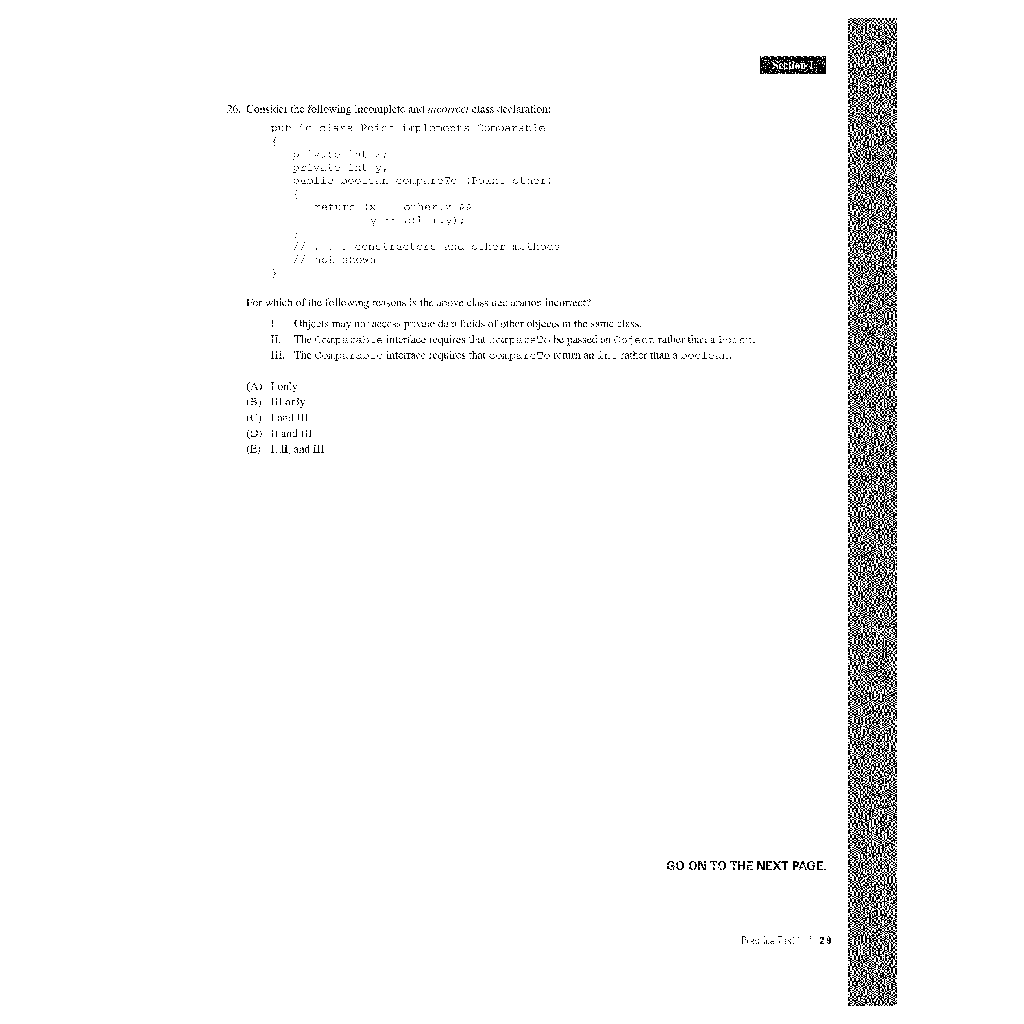 Section I
26. Consider the following incomplete and incorrect class declaration:
public class Point implements Comparable
{
private int x;
private int y;
public boolean compareTo (Point other)
{
return (x == other.x &&
y == other.y);
}
// . . . constructors and other methods
// not shown
}
For which of the following reasons is the above class declaration incorrect?
I. Objects may not access private data fields of other objects in the same class.
II. The Comparable interface requires that compareTo be passed an Object rather than a Point.
III. The Comparable interface requires that compareTo return an int rather than a boolean.
(A) I only
(B) III only
(C) I and III
(D) II and III
(E) I, II, and III
GO ON TO THE NEXT PAGE.
Practice Test 29